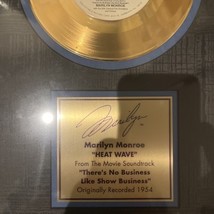 Marilyn
Marilyn Monroe
"HEAT WAVE"
From The Movie Soundtrack
"There's No Business
Like Show Business"
Originally Recorded 1954